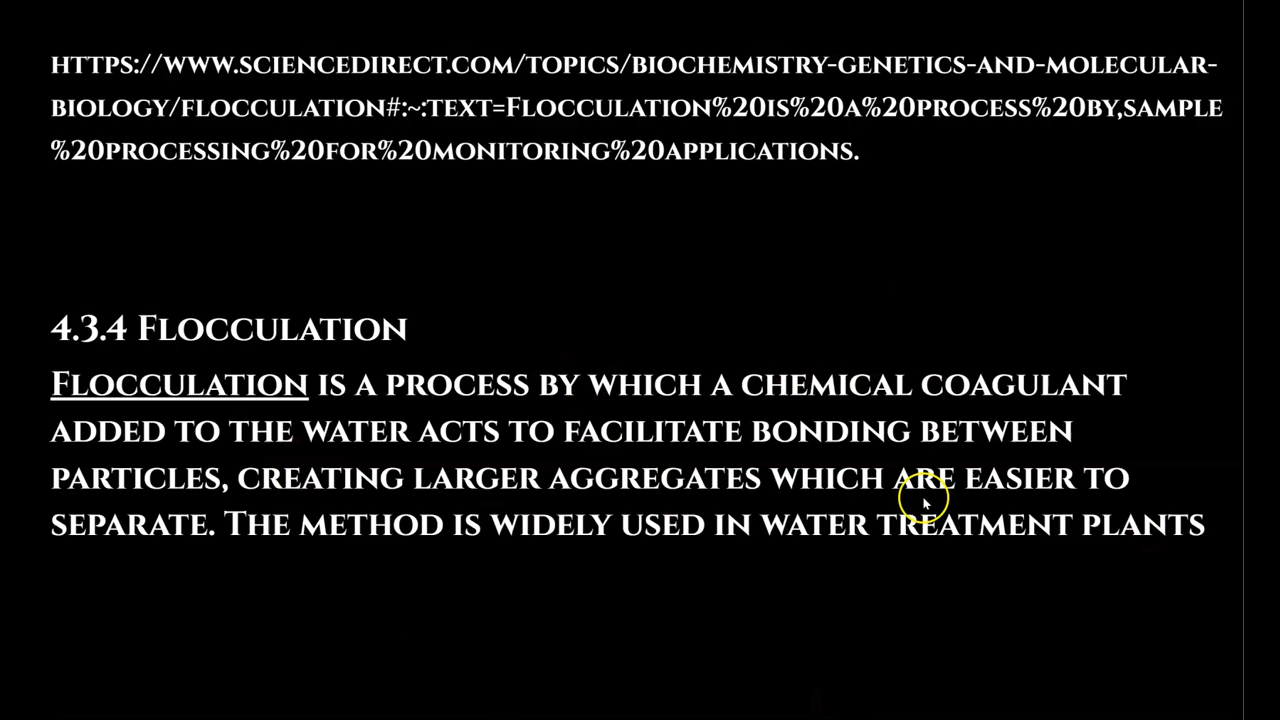 HTTPS://WWW.SCIENCEDIRECT.COM/TOPICS/BIOCHEMISTRY-GENETICS-AND-MOLECULAR-
BIOLOGY/FLOCCULATION#:~:TEXT=FLOCCULATION%20IS%20A%20PROCESS%20BY,SAMPLE
%20PROCESSING%20FOR%20MONITORING%20APPLICATIONS.
4.3.4 FLOCCULATION
FLOCCULATION IS A PROCESS BY WHICH A CHEMICAL COAGULANT
ADDED TO THE WATER ACTS TO FACILITATE BONDING BETWEEN
PARTICLES, CREATING LARGER AGGREGATES WHICH ARE EASIER TO
SEPARATE. THE METHOD IS WIDELY USED IN WATER TREATMENT PLANTS